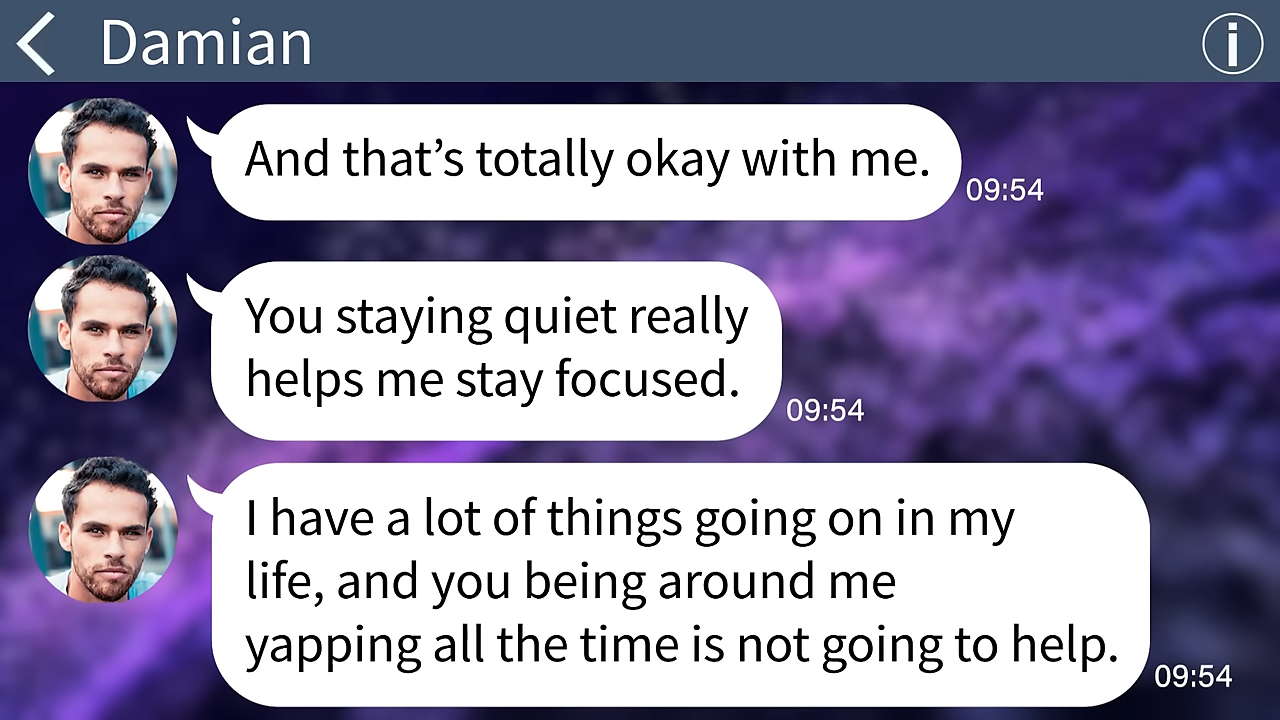 Damian
And that’s totally okay with me.
09:54
You staying quiet really
helps me stay focused.
09:54
I have a lot of things going on in my
life, and you being around me
yapping all the time is not going to help.
09:54